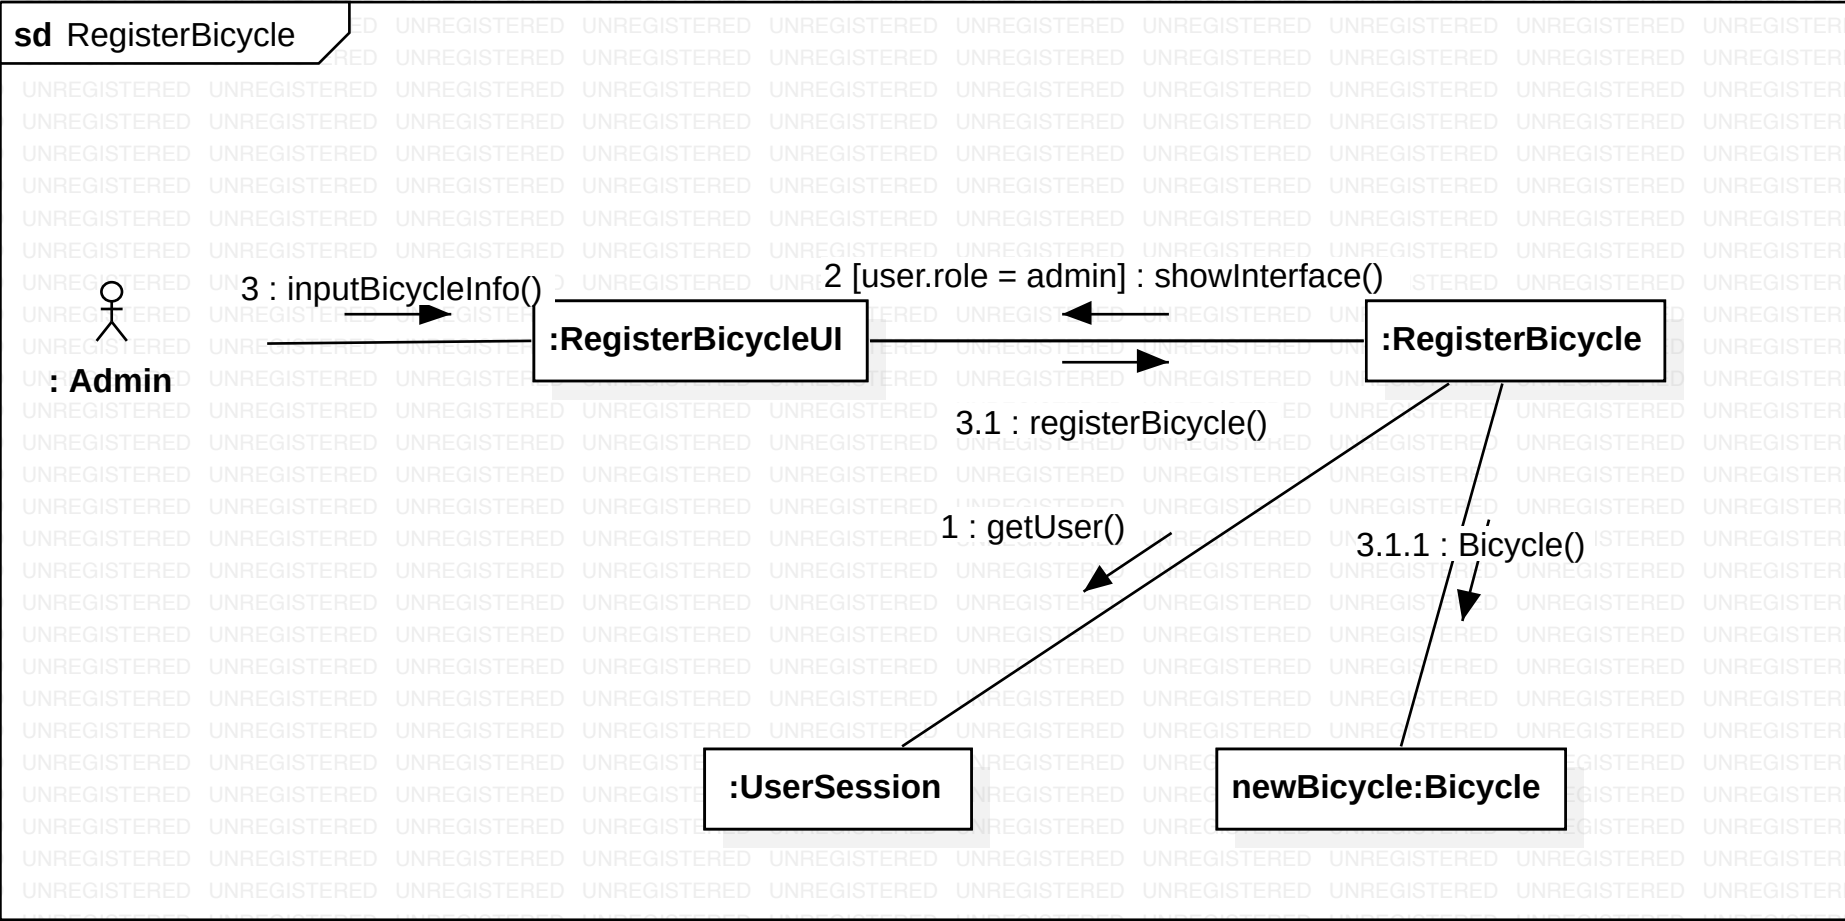 sd RegisterBicycle
3 : inputBicycleInfo()
2 [user.role = admin] : showInterface()
:RegisterBicycleUI
:RegisterBicycle
: Admin
3.1 : registerBicycle()
1 : getUser()
3.1.1 : Bicycle()
:UserSession
newBicycle:Bicycle
UNREGISTERED